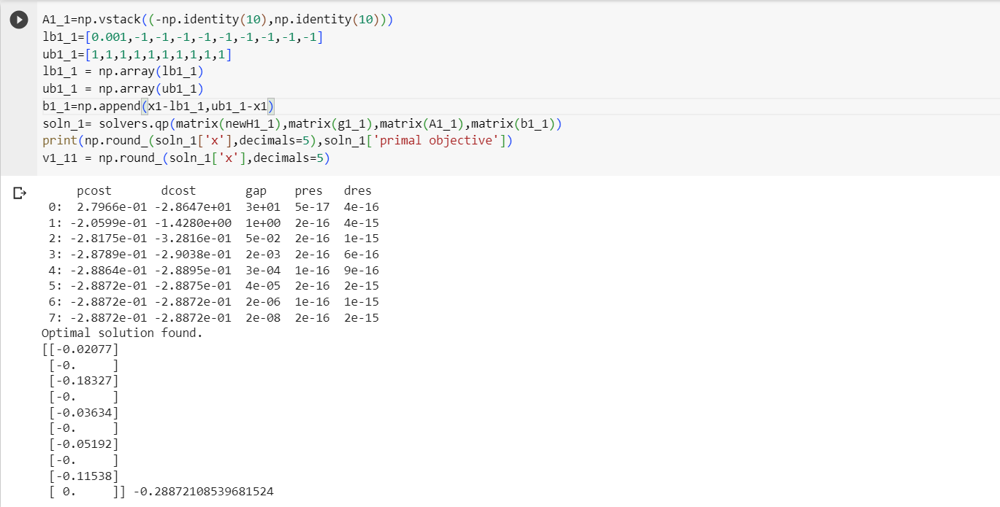 A1_1=np.vstack((-np.identity(10),np.identity(10)))
lb1_1=[0.001,-1,-1,-1,-1,-1,-1,-1,-1,-1]
ub1_1=[1,1,1,1,1,1,1,1,1,1]
lb1_1 = np.array(lb1_1)
ub1_1 = np.array(ub1_1)
b1_1=np.append(x1-lb1_1,ub1_1-x1)
soln_1= solvers.qp(matrix(newH1_1),matrix(g1_1),matrix(A1_1),matrix(b1_1))
print(np.round_(soln_1['x'],decimals=5),soln_1['primal objective'])
v1_11 = np.round_(soln_1['x'],decimals=5)
     pcost       dcost       gap    pres   dres
 0:  2.7966e-01 -2.8647e+01  3e+01  5e-17  4e-16
 1: -2.0599e-01 -1.4280e+00  1e+00  2e-16  4e-15
 2: -2.8175e-01 -3.2816e-01  5e-02  2e-16  1e-15
 3: -2.8789e-01 -2.9038e-01  2e-03  2e-16  6e-16
 4: -2.8864e-01 -2.8895e-01  3e-04  1e-16  9e-16
 5: -2.8872e-01 -2.8875e-01  4e-05  2e-16  2e-15
 6: -2.8872e-01 -2.8872e-01  2e-06  1e-16  1e-15
 7: -2.8872e-01 -2.8872e-01  2e-08  2e-16  2e-15
Optimal solution found.
[[-0.02077]
 [-0.     ]
 [-0.18327]
 [-0.     ]
 [-0.03634]
 [-0.     ]
 [-0.05192]
 [-0.     ]
 [-0.11538]
 [ 0.     ]] -0.28872108539681524